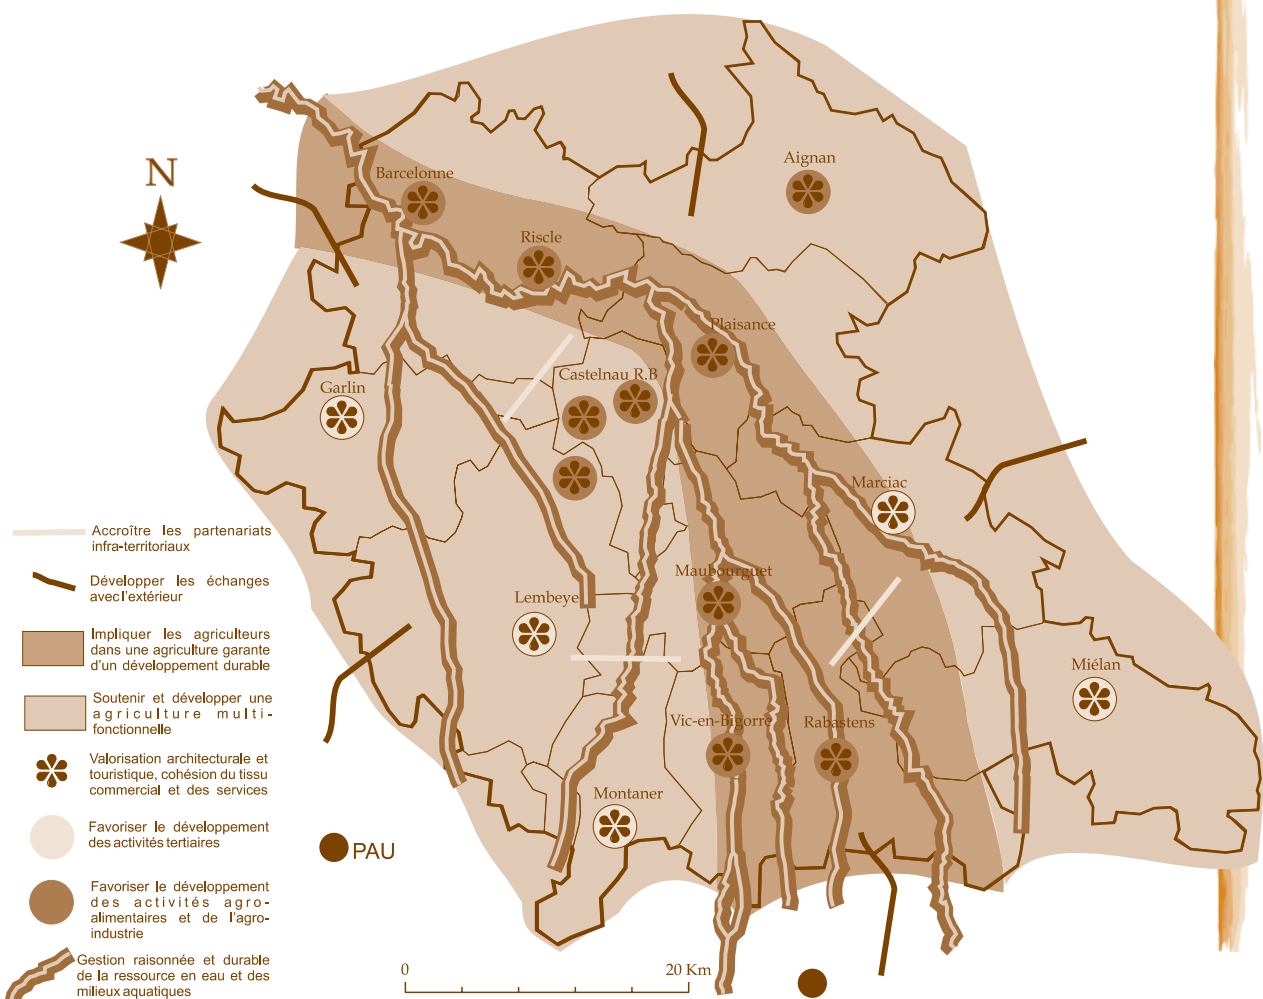 N
Barcelonne
Aignan
Riscle
Plaisance
Castelnau R.B
Garlin
Marciac
Maubourguet
Lembeye
Miélan
Vic-en-Bigorre
Rabastens
Montaner
PAU
Accroître les partenariats
infra-territoriaux
Développer les échanges
avec l'extérieur
Impliquer les agriculteurs
dans une agriculture garante
d'un développement durable
Soutenir et développer une
agriculture multi-
fonctionnelle
Valorisation architecturale et
touristique, cohésion du tissu
commercial et des services
Favoriser le développement
des activités tertiaires
Favoriser le développement
des activités agro-
alimentaires et de l'agro-
industrie
Gestion raisonnée et durable
de la ressource en eau et des
milieux aquatiques
0 20 Km